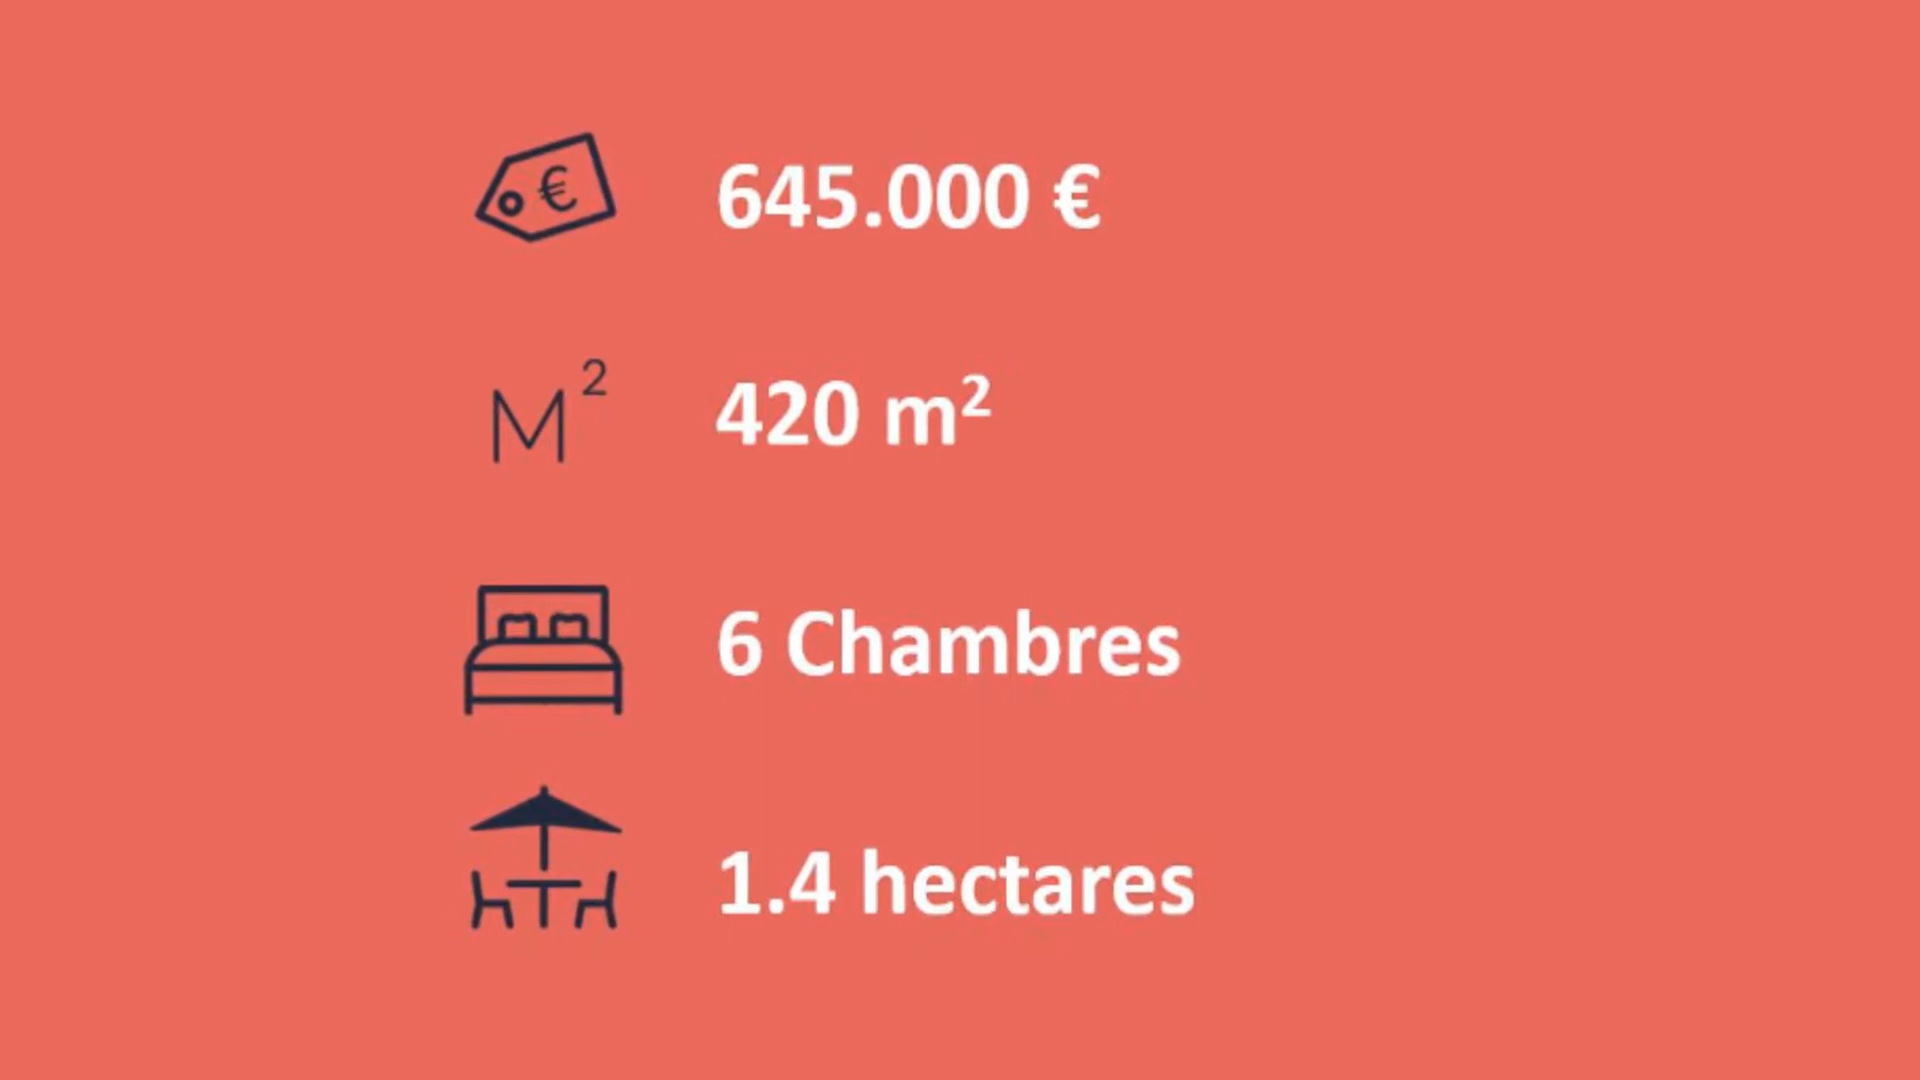 € 645.000 €
M² 420 m²
6 Chambres
1.4 hectares